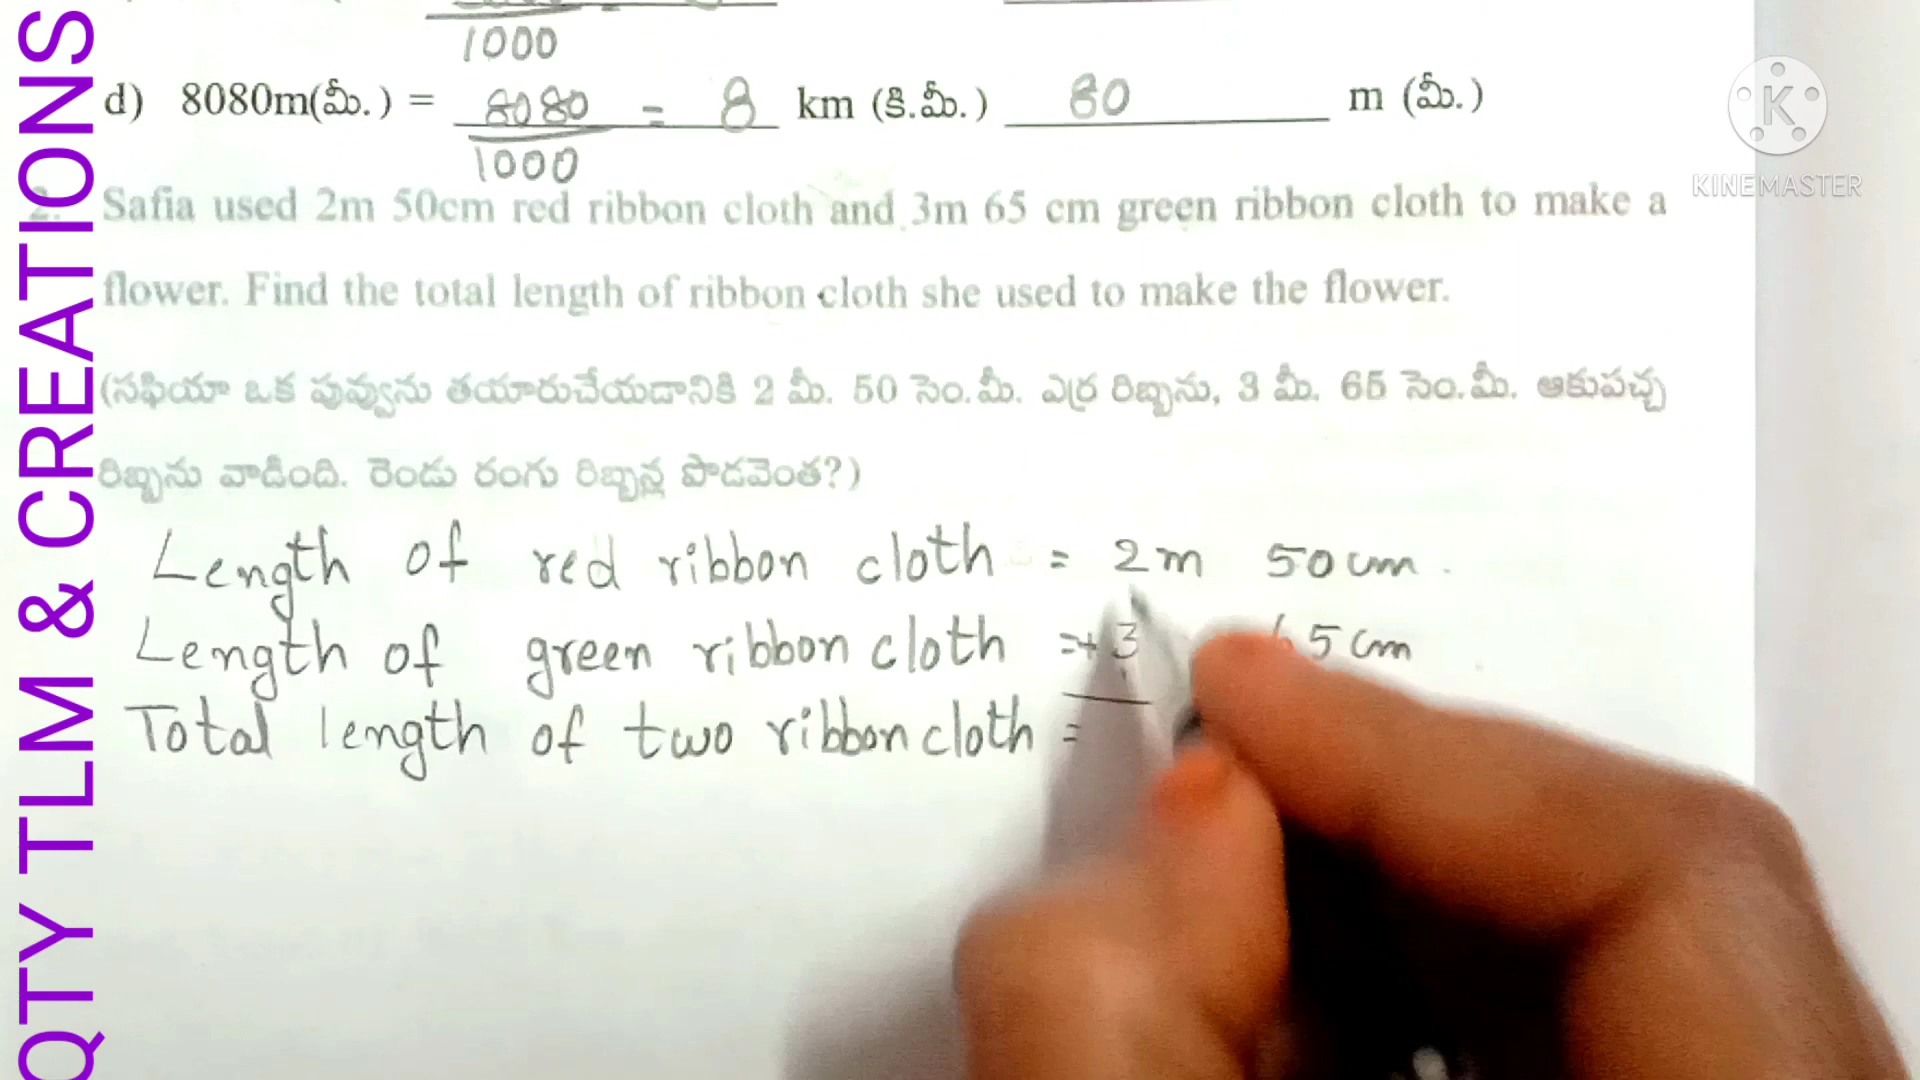 QTY TLM & CREATIONS
1000
d) 8080m(మీ.) = 8080 = 8 km (కి.మీ.) 80 m (మీ.)
1000
KINEMASTER
2. Safia used 2m 50cm red ribbon cloth and 3m 65 cm green ribbon cloth to make a
flower. Find the total length of ribbon cloth she used to make the flower.
(సఫియా ఒక పువ్వును తయారుచేయడానికి 2 మీ. 50 సెం.మీ. ఎర్ర రిబ్బను, 3 మీ. 65 సెం.మీ. ఆకుపచ్చ
రిబ్బను వాడింది. రెండు రంగు రిబ్బన్ల పొడవెంత?)
Length of red ribbon cloth = 2m 50cm
Length of green ribbon cloth =+3 65cm
Total length of two ribbon cloth =